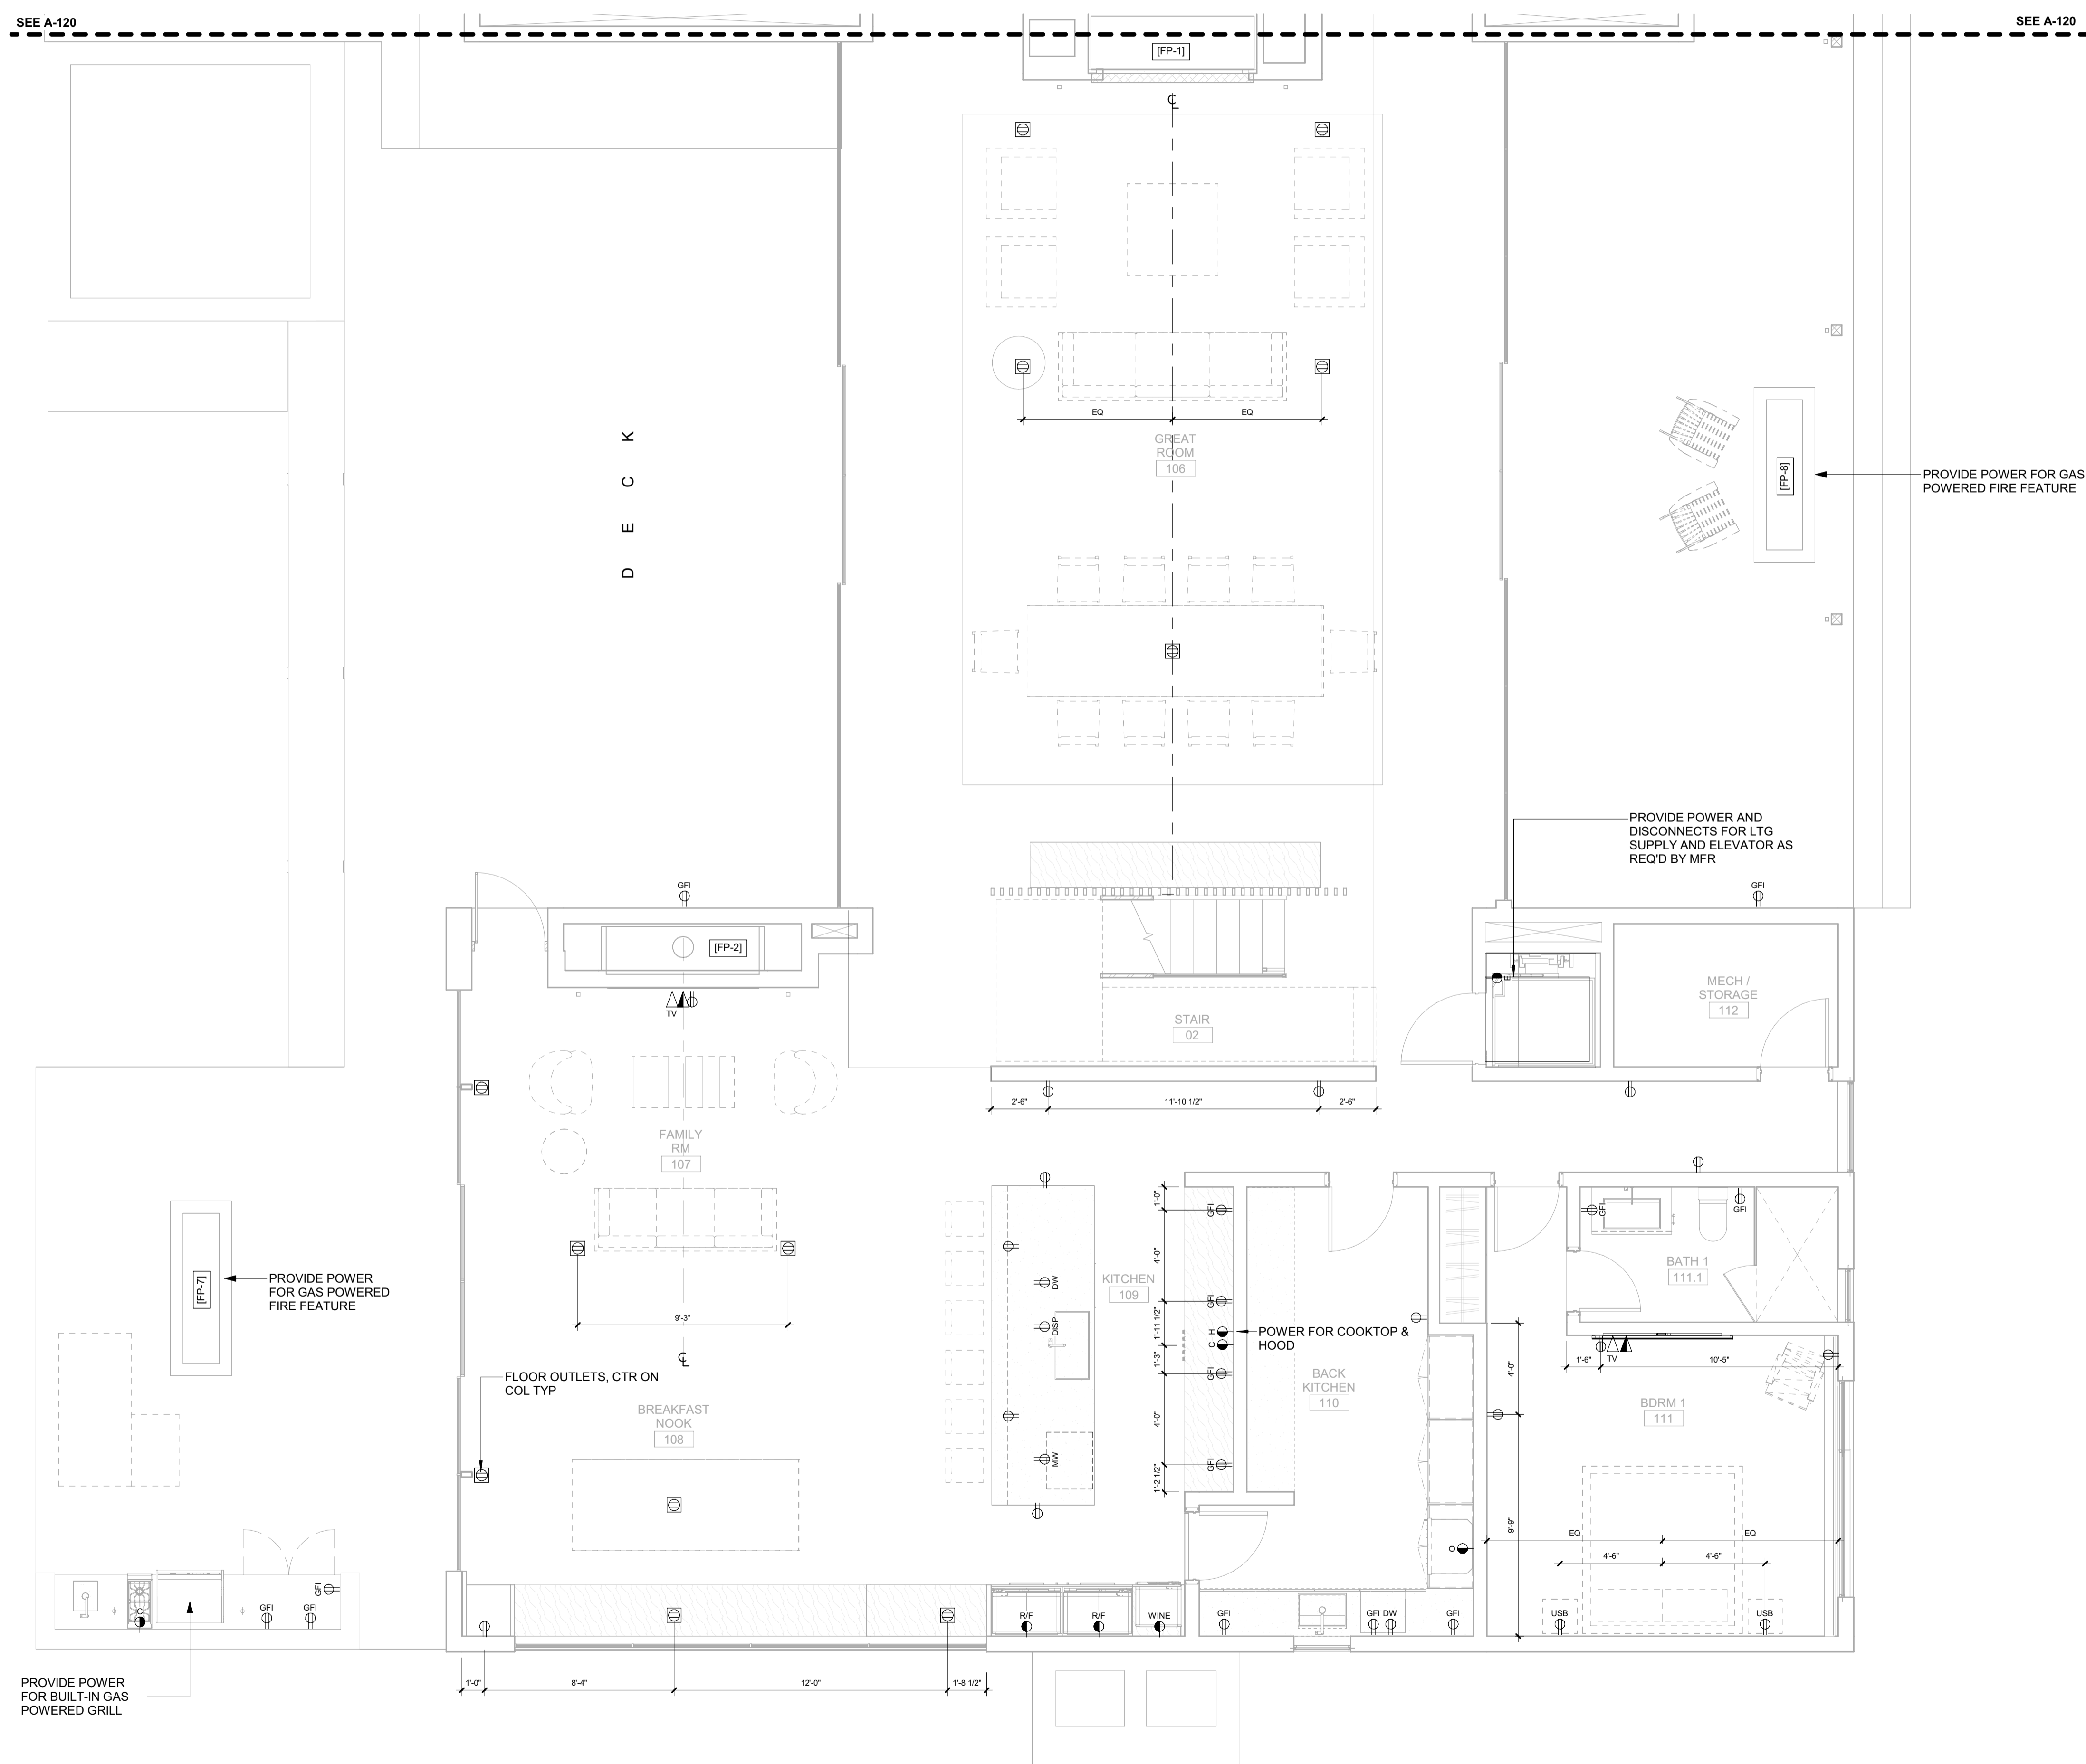 SEE A-120
SEE A-120
[FP-1]
℄
EQ
EQ
GREAT
ROOM
106
DECK
[FP-8]
PROVIDE POWER FOR GAS
POWERED FIRE FEATURE
PROVIDE POWER AND
DISCONNECTS FOR LTG
SUPPLY AND ELEVATOR AS
REQ'D BY MFR
GFI
GFI
[FP-2]
E
MECH /
STORAGE
112
TV
STAIR
02
2'-6"
11'-10 1/2"
2'-6"
FAMILY
RM
107
[FP-7]
PROVIDE POWER
FOR GAS POWERED
FIRE FEATURE
9'-3"
℄
FLOOR OUTLETS, CTR ON
COL TYP
BREAKFAST
NOOK
108
DW
DISP
MW
KITCHEN
109
1'-0"
4'-0"
1'-11 1/2"
1'-3"
4'-0"
1'-2 1/2"
GFI
GFI
GFI
GFI
H
C
POWER FOR COOKTOP &
HOOD
BACK
KITCHEN
110
O
GFI
GFI
BATH 1
111.1
TV
1'-6"
10'-5"
4'-0"
9'-9"
BDRM 1
111
EQ
EQ
4'-6"
4'-6"
USB
USB
C
GFI
GFI
GFI
R/F
R/F
WINE
GFI
GFI
DW
GFI
1'-0"
8'-4"
12'-0"
1'-8 1/2"
PROVIDE POWER
FOR BUILT-IN GAS
POWERED GRILL